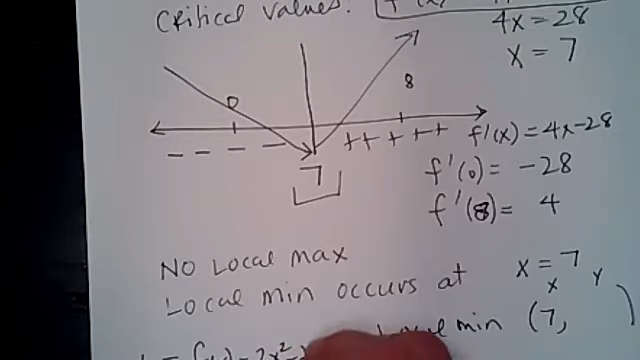 Critical values:
4x = 28
x = 7
0
8
- - - -
+ + + + +
f'(x) = 4x-28
7
f'(0) = -28
f'(8) = 4
No Local max
Local min occurs at x = 7
x y
min (7, )